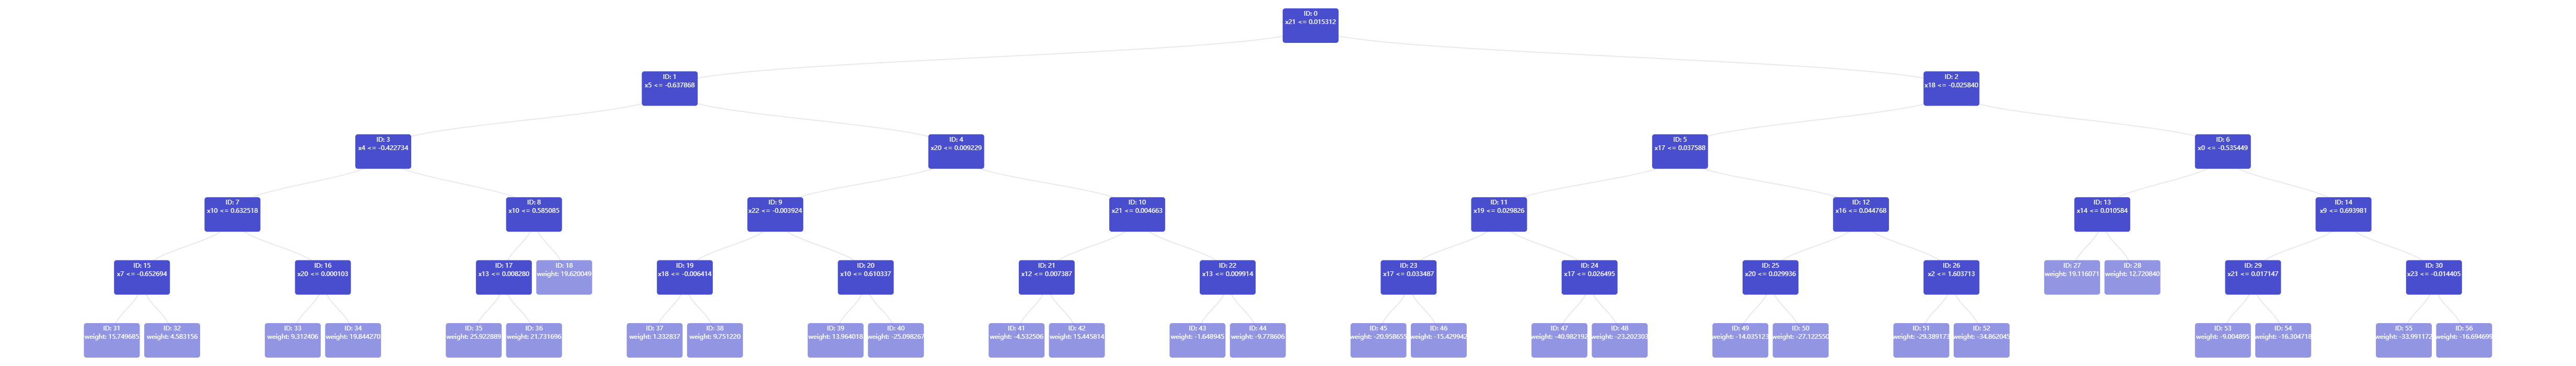 ID: 0
x21 <= 0.015312
ID: 1
x5 <= -0.637868
ID: 2
x18 <= -0.025840
ID: 3
x4 <= -0.422734
ID: 4
x20 <= 0.009229
ID: 5
x17 <= 0.037588
ID: 6
x0 <= -0.535449
ID: 7
x10 <= 0.632518
ID: 8
x10 <= 0.585085
ID: 9
x22 <= -0.003924
ID: 10
x21 <= 0.004663
ID: 11
x19 <= 0.029826
ID: 12
x16 <= 0.044768
ID: 13
x14 <= 0.010584
ID: 14
x9 <= 0.693981
ID: 15
x7 <= -0.652694
ID: 16
x20 <= 0.000103
ID: 17
x13 <= 0.008280
ID: 18
weight: 19.620049
ID: 19
x18 <= -0.006414
ID: 20
x10 <= 0.610337
ID: 21
x12 <= 0.007387
ID: 22
x13 <= 0.009914
ID: 23
x17 <= 0.033487
ID: 24
x17 <= 0.026495
ID: 25
x20 <= 0.029936
ID: 26
x2 <= 1.603713
ID: 27
weight: 19.116071
ID: 28
weight: 12.720840
ID: 29
x21 <= 0.017147
ID: 30
x23 <= -0.014405
ID: 31
weight: 15.749685
ID: 32
weight: 4.583156
ID: 33
weight: 9.312406
ID: 34
weight: 19.844270
ID: 35
weight: 25.922889
ID: 36
weight: 21.731696
ID: 37
weight: 1.332837
ID: 38
weight: 9.751220
ID: 39
weight: 13.964018
ID: 40
weight: -25.098267
ID: 41
weight: -4.532506
ID: 42
weight: 15.445814
ID: 43
weight: -1.648945
ID: 44
weight: -9.778606
ID: 45
weight: -20.958655
ID: 46
weight: -15.429942
ID: 47
weight: -40.982192
ID: 48
weight: -23.202303
ID: 49
weight: -14.035123
ID: 50
weight: -27.122550
ID: 51
weight: -29.389173
ID: 52
weight: -34.862045
ID: 53
weight: -9.004895
ID: 54
weight: -16.304718
ID: 55
weight: -33.991172
ID: 56
weight: -16.694699